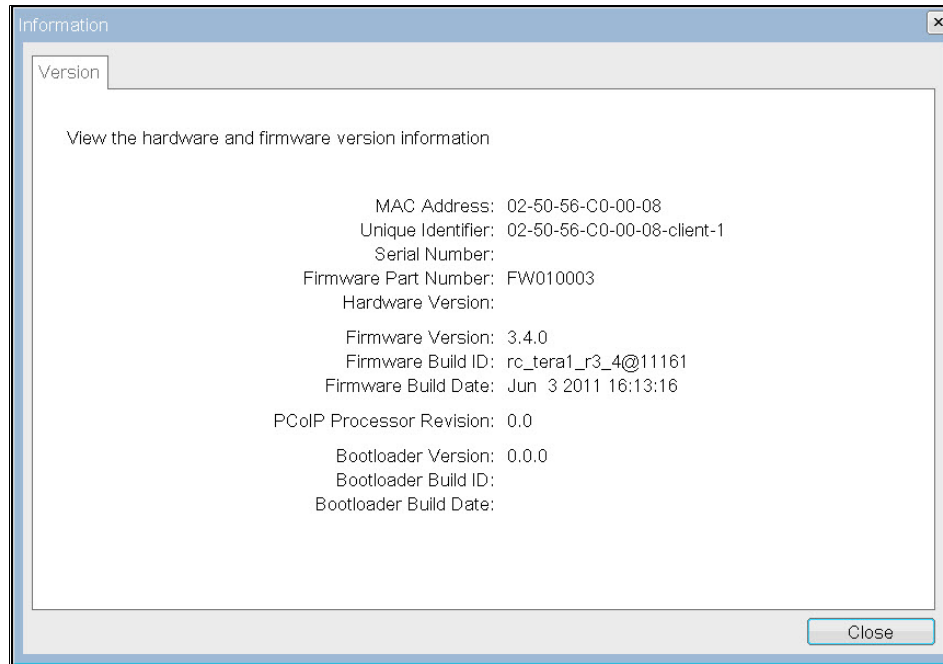 Information
Version
View the hardware and firmware version information
MAC Address: 02-50-56-C0-00-08
Unique Identifier: 02-50-56-C0-00-08-client-1
Serial Number:
Firmware Part Number: FW010003
Hardware Version:
Firmware Version: 3.4.0
Firmware Build ID: rc_tera1_r3_4@11161
Firmware Build Date: Jun  3 2011 16:13:16
PCoIP Processor Revision: 0.0
Bootloader Version: 0.0.0
Bootloader Build ID:
Bootloader Build Date:
Close